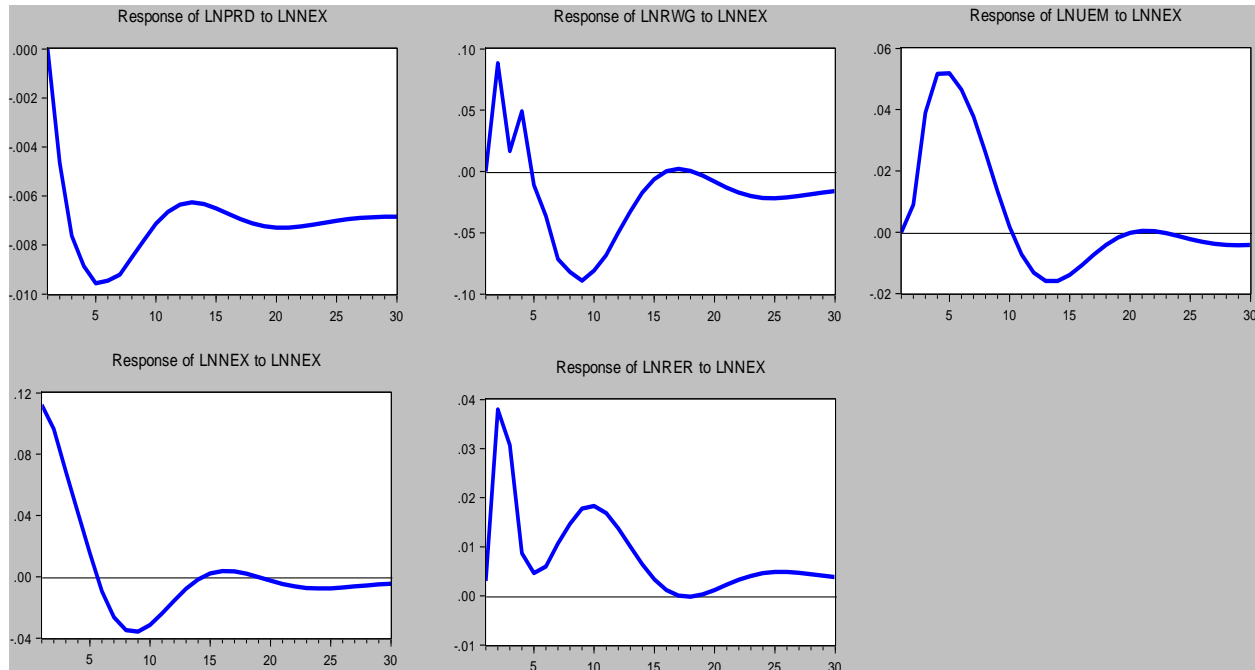 Response of LNPRD to LNNEX
.000
-.002
-.004
-.006
-.008
-.010
5 10 15 20 25 30
Response of LNRWG to LNNEX
.10
.05
.00
-.05
-.10
5 10 15 20 25 30
Response of LNUEM to LNNEX
.06
.04
.02
.00
-.02
5 10 15 20 25 30
Response of LNNEX to LNNEX
.12
.08
.04
.00
-.04
5 10 15 20 25 30
Response of LNRER to LNNEX
.04
.03
.02
.01
.00
-.01
5 10 15 20 25 30